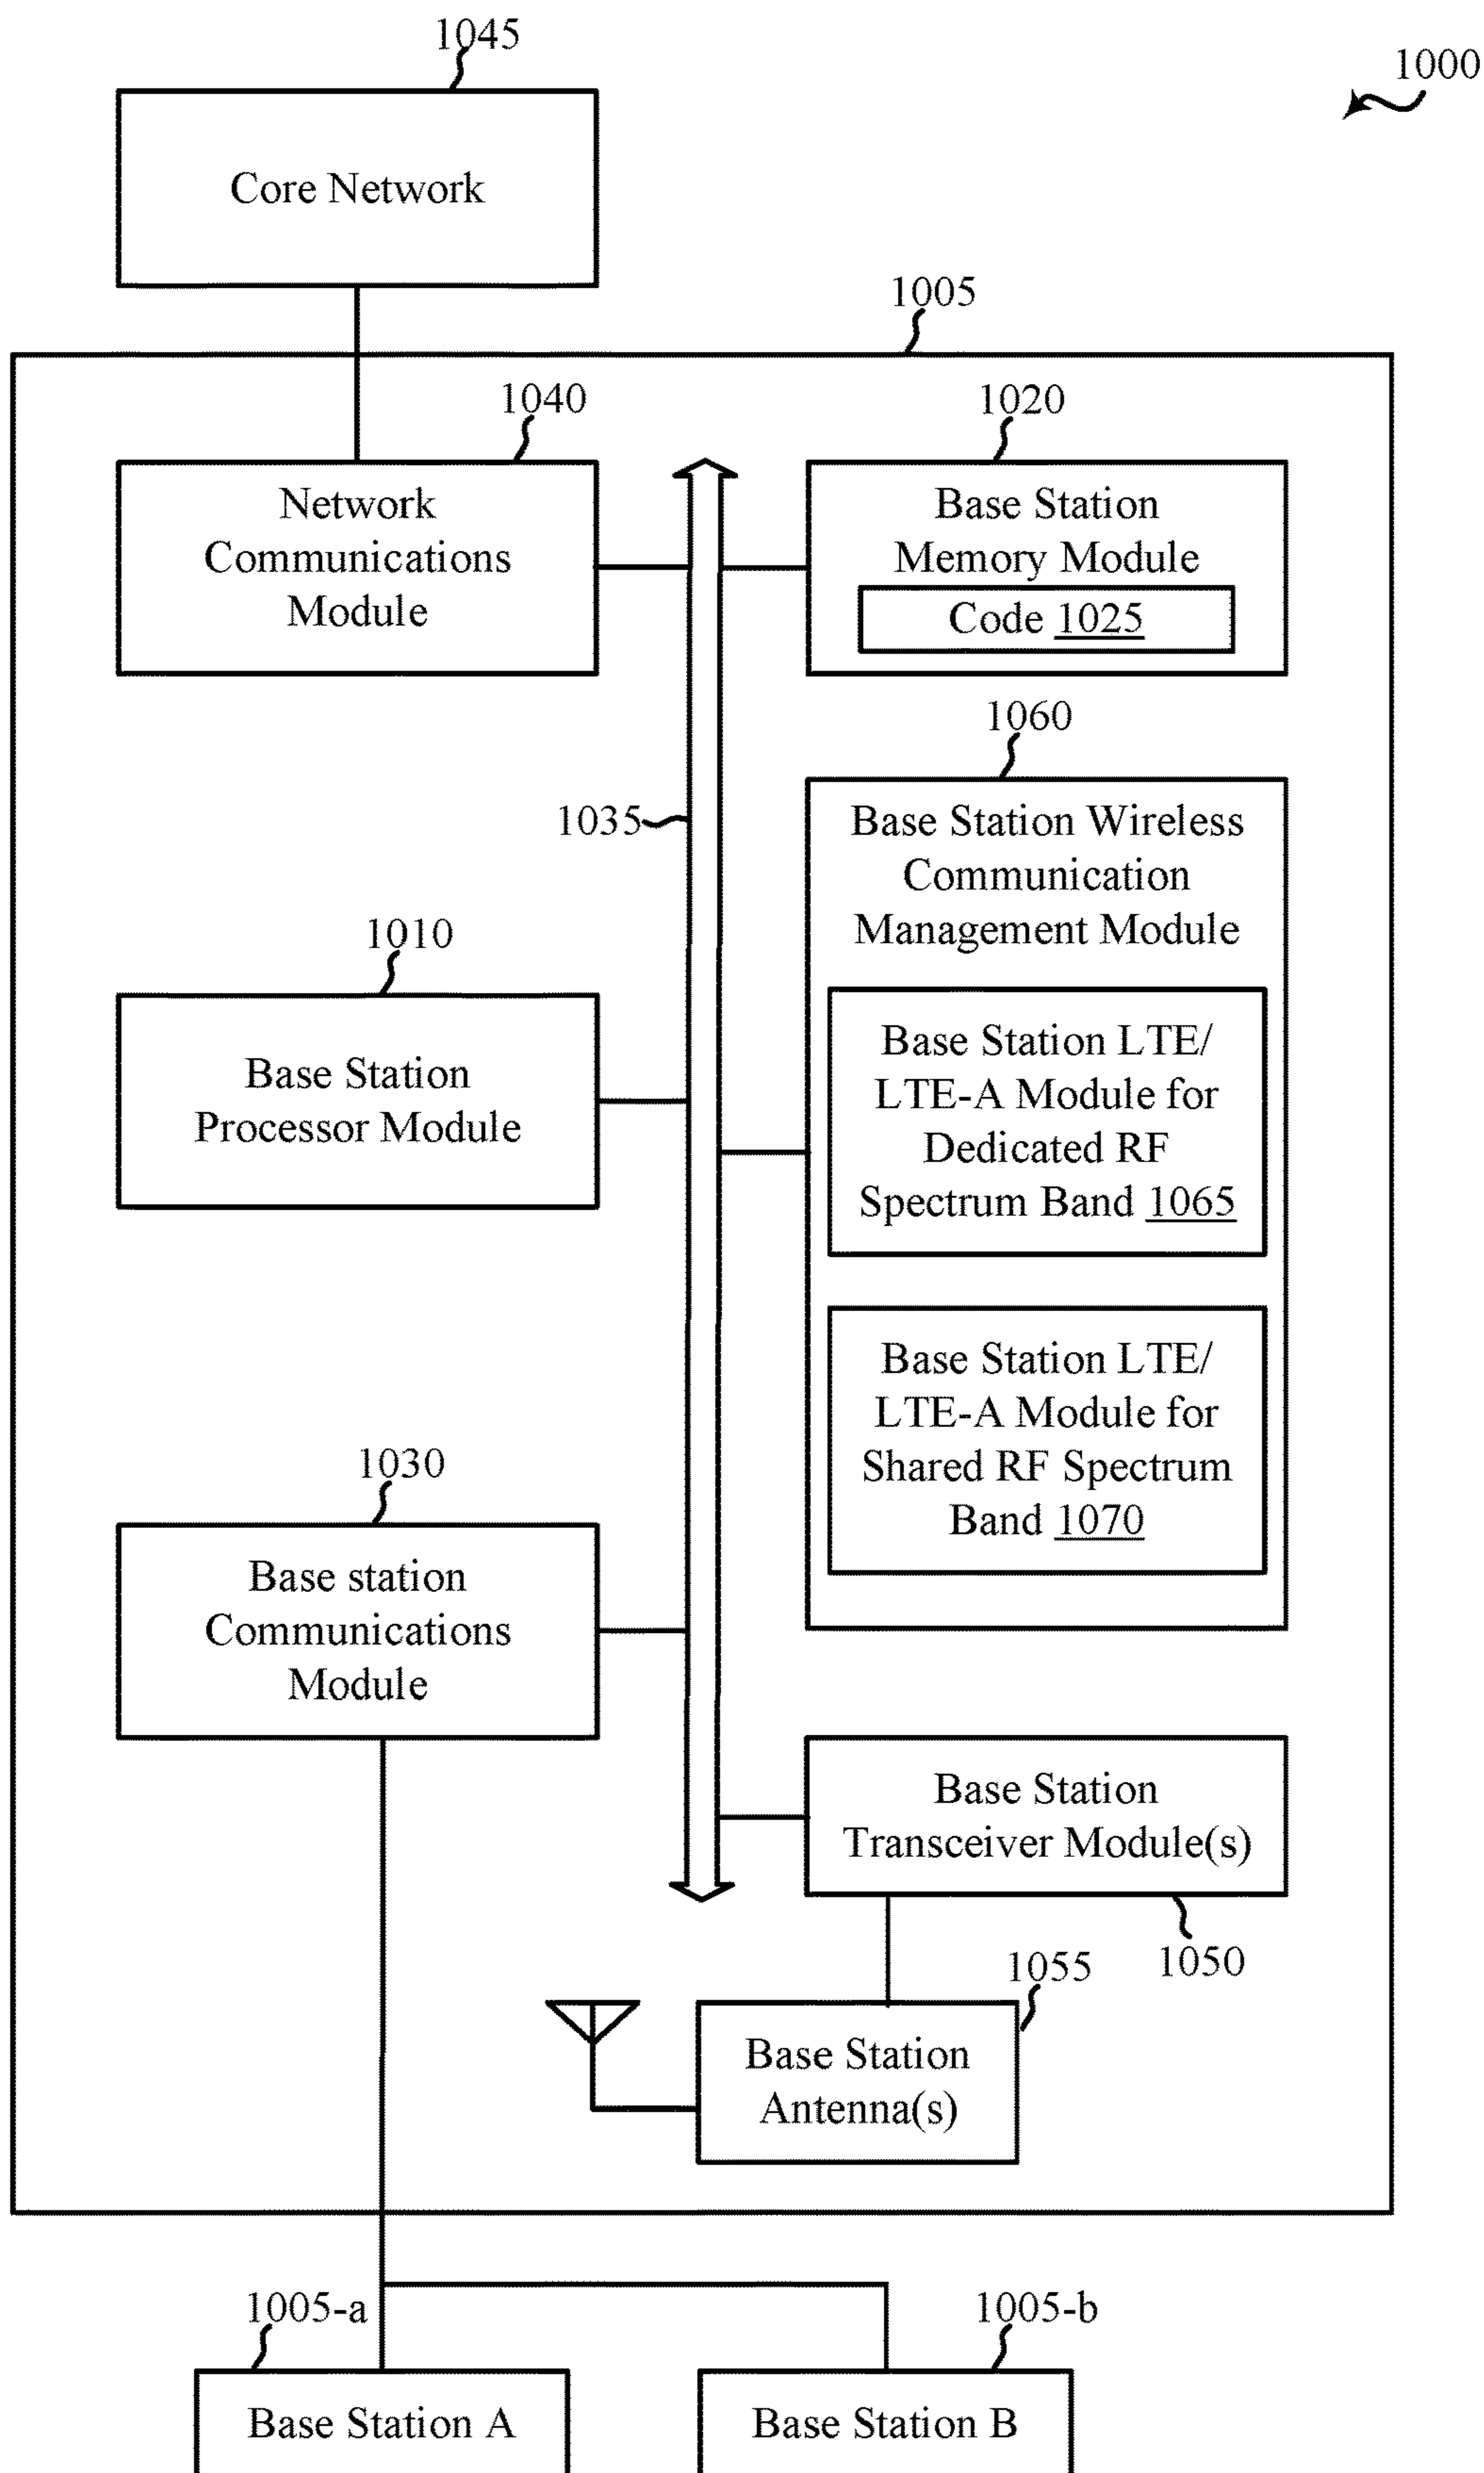 1045
1000
Core Network
1005
1040
1020
Network
Communications
Module
Base Station
Memory Module
Code 1025
1060
1035
Base Station Wireless
Communication
Management Module
1010
Base Station
Processor Module
Base Station LTE/
LTE-A Module for
Dedicated RF
Spectrum Band 1065
Base Station LTE/
LTE-A Module for
Shared RF Spectrum
Band 1070
1030
Base station
Communications
Module
Base Station
Transceiver Module(s)
1050
1055
Base Station
Antenna(s)
1005-a
1005-b
Base Station A
Base Station B